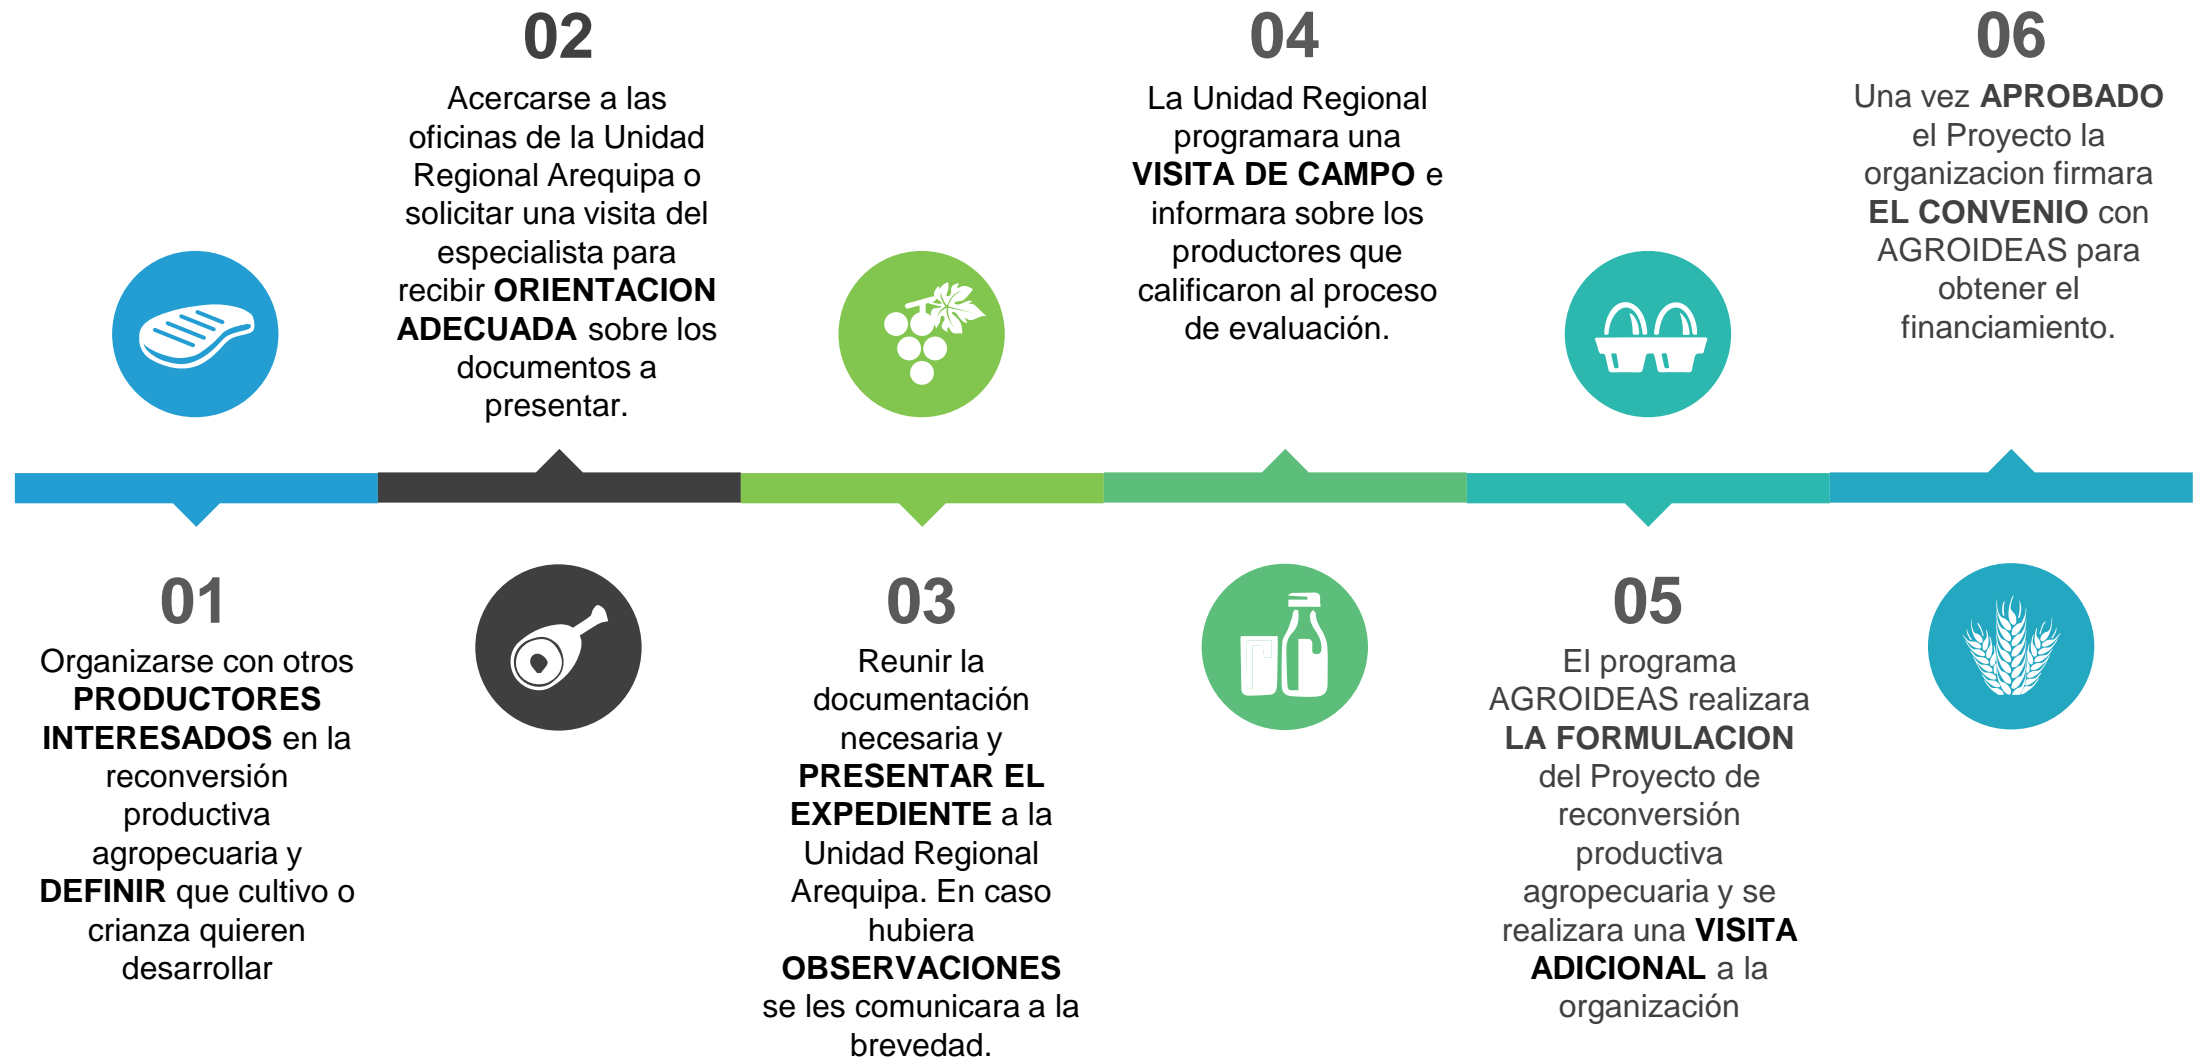 01
Organizarse con otros
PRODUCTORES
INTERESADOS en la
reconversión
productiva
agropecuaria y
DEFINIR que cultivo o
crianza quieren
desarrollar
02
Acercarse a las
oficinas de la Unidad
Regional Arequipa o
solicitar una visita del
especialista para
recibir ORIENTACION
ADECUADA sobre los
documentos a
presentar.
03
Reunir la
documentación
necesaria y
PRESENTAR EL
EXPEDIENTE a la
Unidad Regional
Arequipa. En caso
hubiera
OBSERVACIONES
se les comunicara a la
brevedad.
04
La Unidad Regional
programara una
VISITA DE CAMPO e
informara sobre los
productores que
calificaron al proceso
de evaluación.
05
El programa
AGROIDEAS realizara
LA FORMULACION
del Proyecto de
reconversión
productiva
agropecuaria y se
realizara una VISITA
ADICIONAL a la
organización
06
Una vez APROBADO
el Proyecto la
organizacion firmara
EL CONVENIO con
AGROIDEAS para
obtener el
financiamiento.